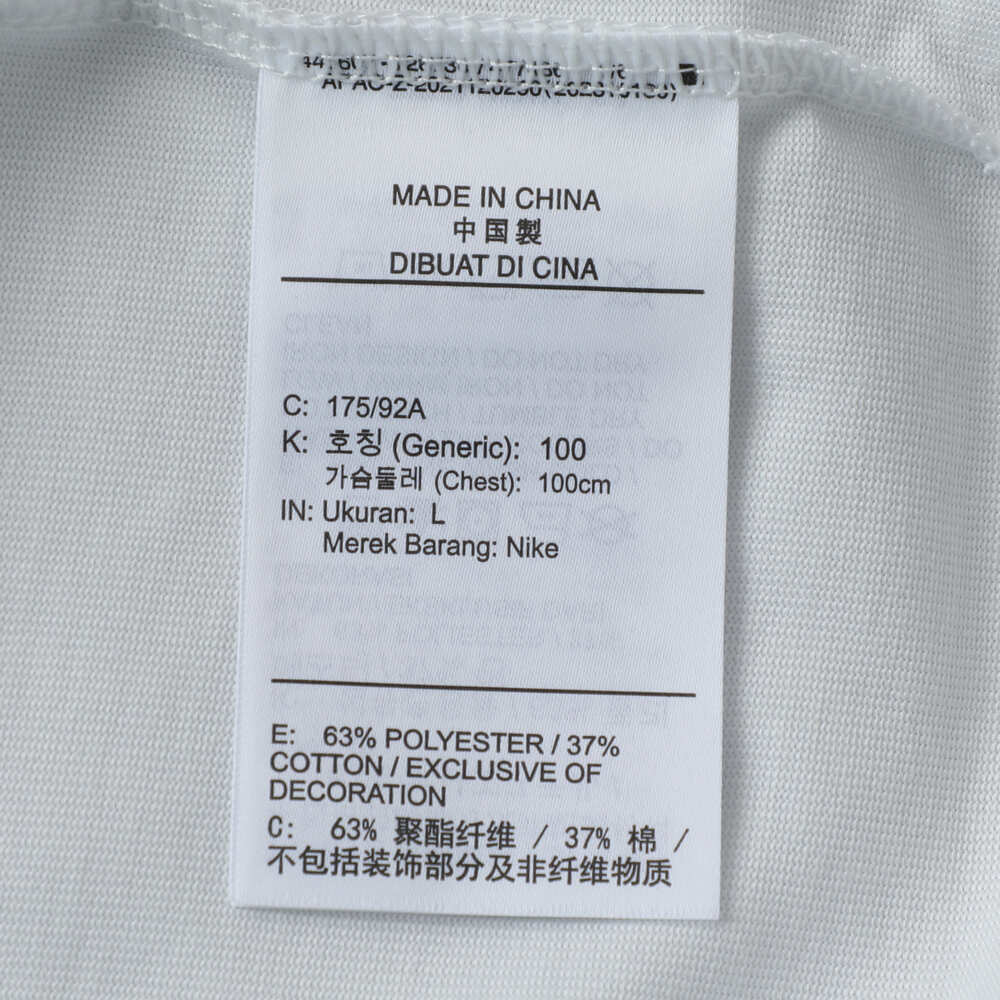 MADE IN CHINA
中国製
DIBUAT DI CINA
C: 175/92A
K: 호칭 (Generic): 100
가슴둘레 (Chest): 100cm
IN: Ukuran: L
Merek Barang: Nike
E: 63% POLYESTER / 37%
COTTON / EXCLUSIVE OF
DECORATION
C: 63% 聚酯纤维 / 37% 棉 /
不包括装饰部分及非纤维物质